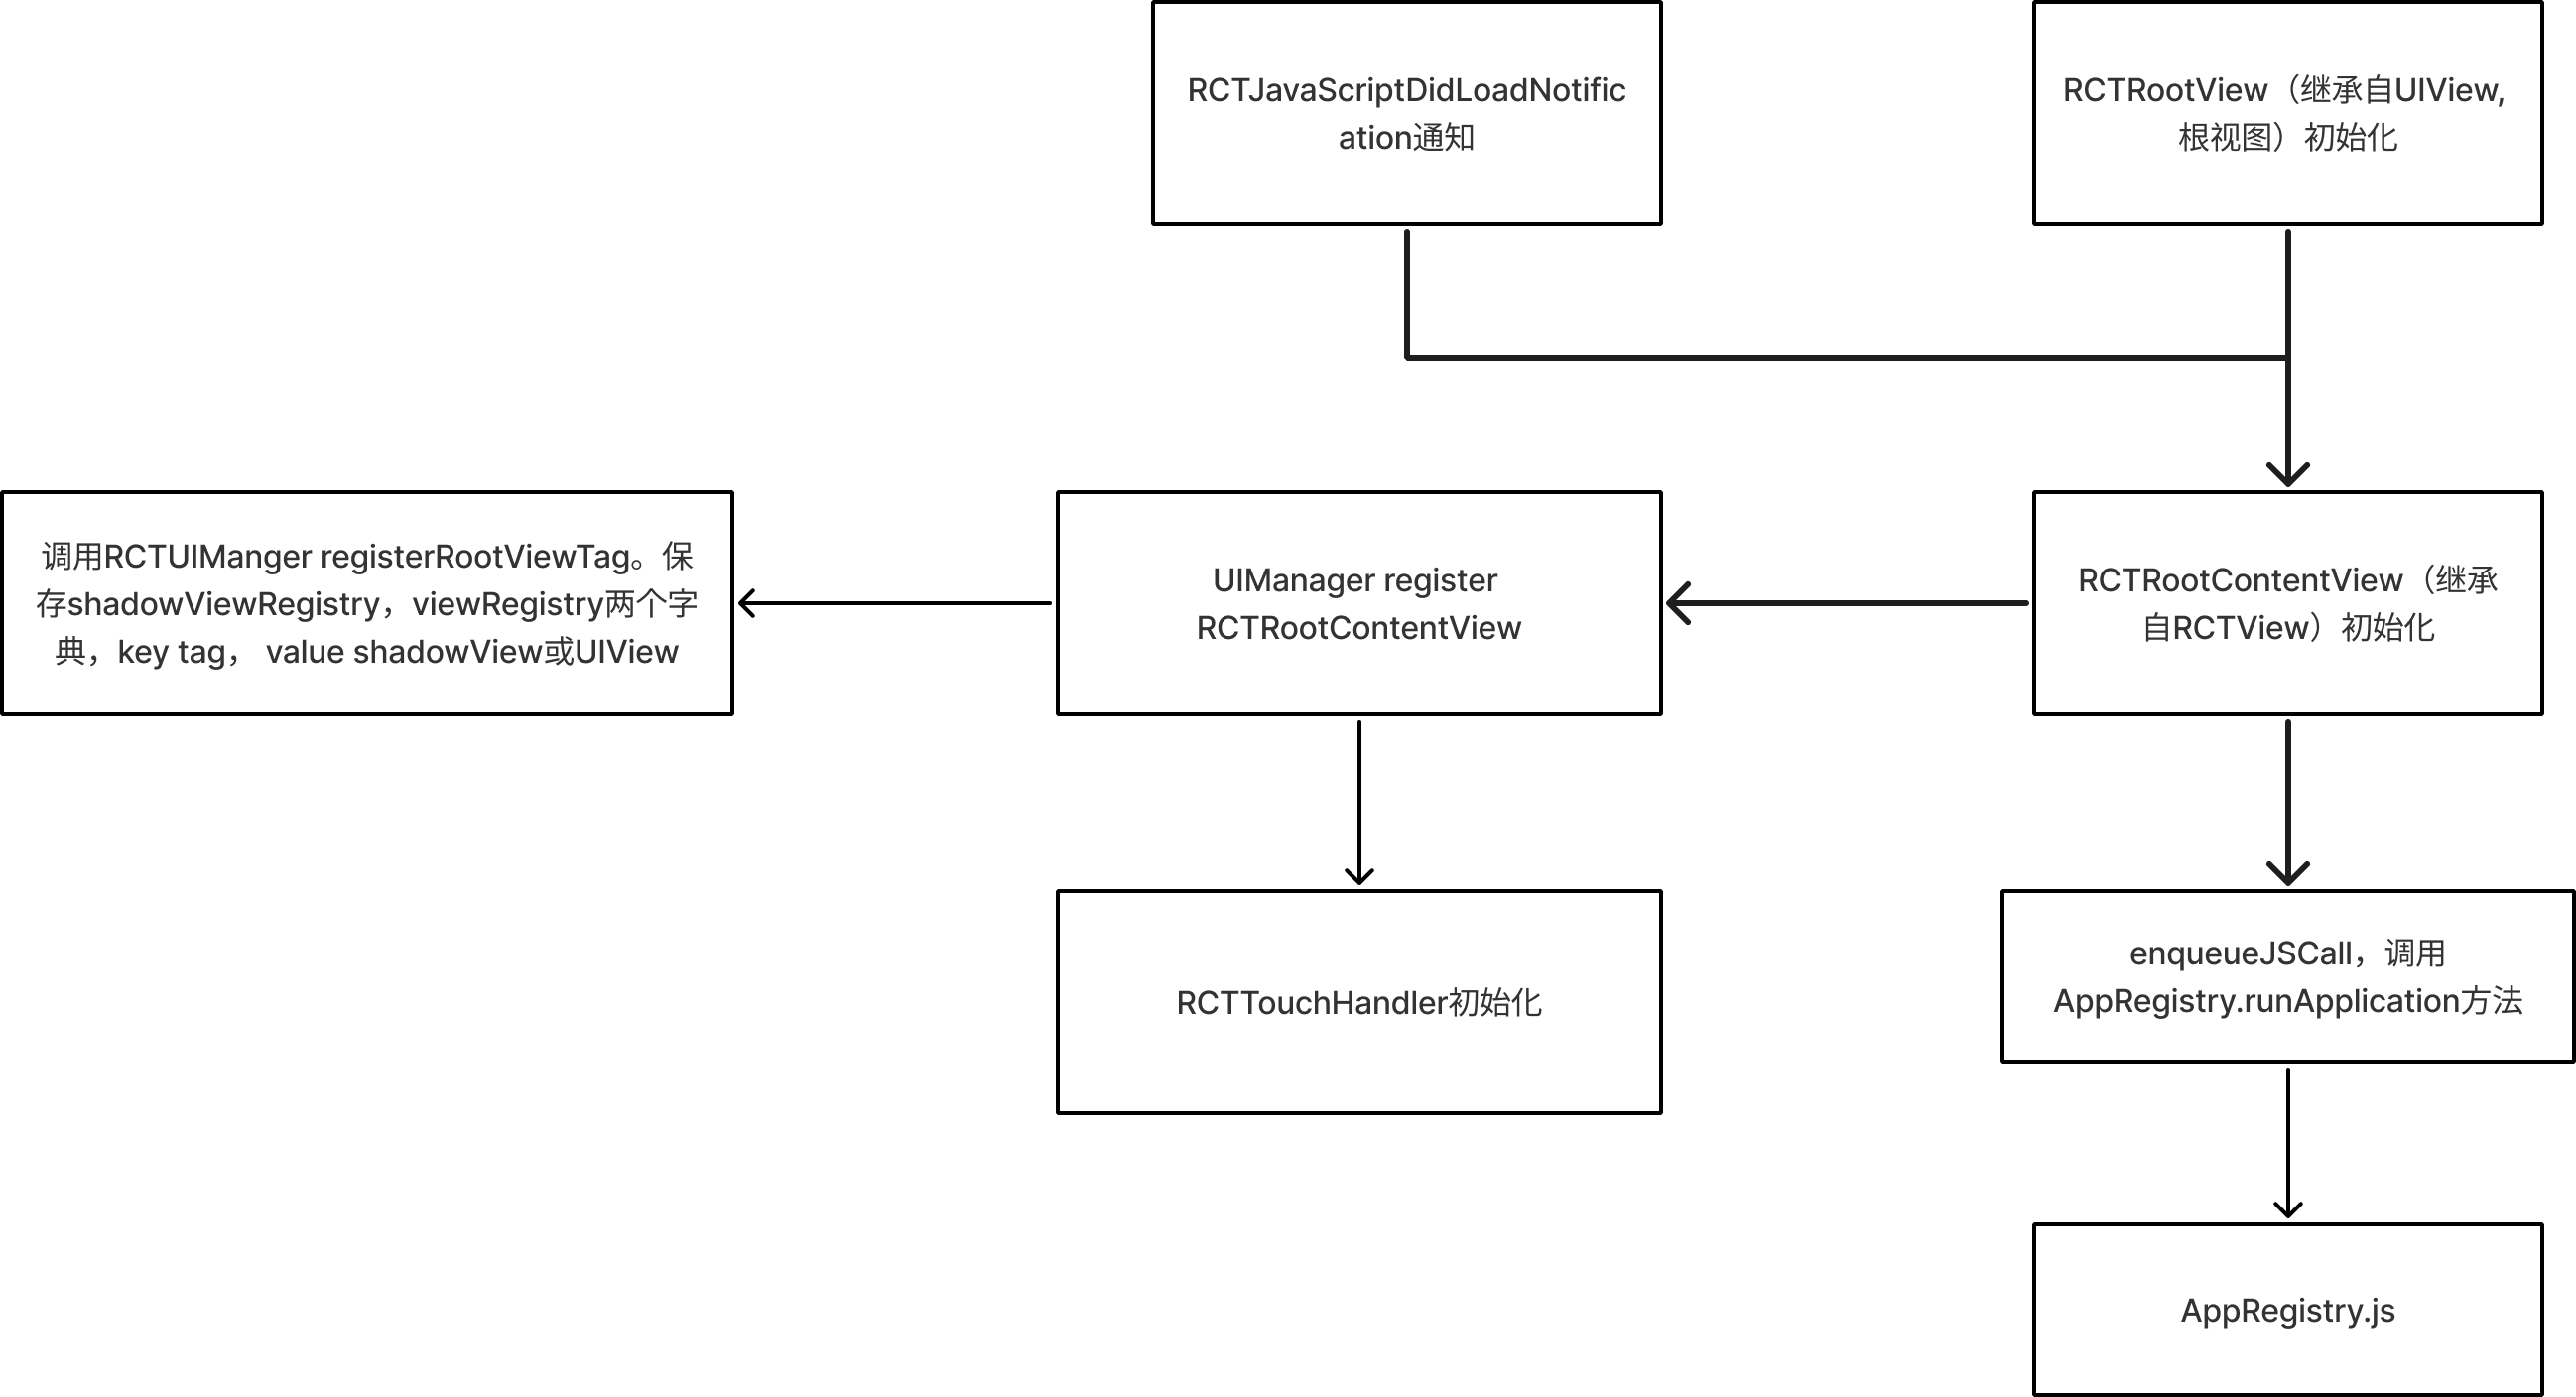 RCTJavaScriptDidLoadNotific
ation通知
RCTRootView（继承自UIView,
根视图）初始化
调用RCTUIManger registerRootViewTag。保
存shadowViewRegistry，viewRegistry两个字
典，key tag， value shadowView或UIView
UIManager register
RCTRootContentView
RCTRootContentView（继承
自RCTView）初始化
RCTTouchHandler初始化
enqueueJSCall，调用
AppRegistry.runApplication方法
AppRegistry.js